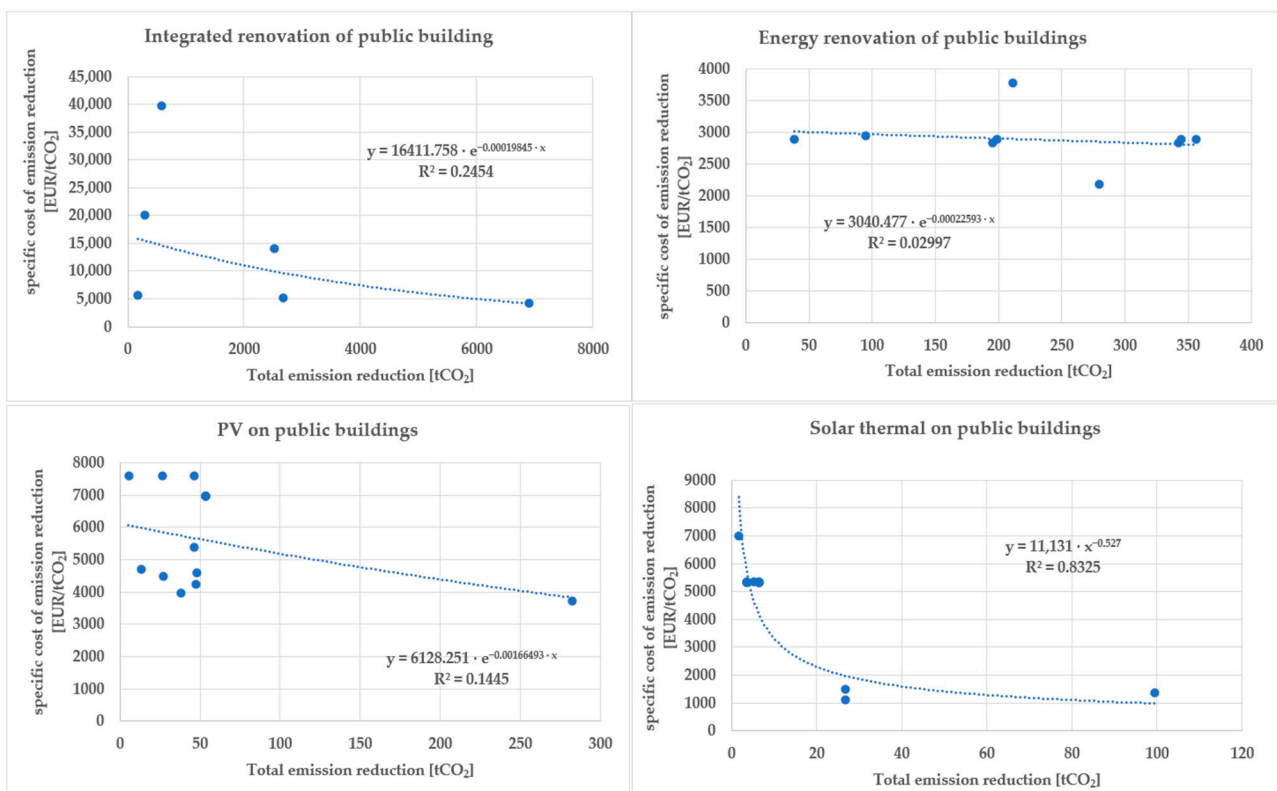 Integrated renovation of public building
specific cost of emission reduction
[EUR/tCO₂]
45,000
40,000
35,000
30,000
25,000
20,000
15,000
10,000
5,000
0
y = 16411.758 · e⁻⁰·⁰⁰⁰¹⁹⁸⁴⁵ · ˣ
R² = 0.2454
0 2000 4000 6000 8000
Total emission reduction [tCO₂]
Energy renovation of public buildings
specific cost of emission reduction
[EUR/tCO₂]
4000
3500
3000
2500
2000
1500
1000
500
0
y = 3040.477 · e⁻⁰·⁰⁰⁰²²⁵⁹³ · ˣ
R² = 0.02997
0 50 100 150 200 250 300 350 400
Total emission reduction [tCO₂]
PV on public buildings
specific cost of emission reduction
[EUR/tCO₂]
8000
7000
6000
5000
4000
3000
2000
1000
0
y = 6128.251 · e⁻⁰·⁰⁰¹⁶⁶⁴⁹³ · ˣ
R² = 0.1445
0 50 100 150 200 250 300
Total emission reduction [tCO₂]
Solar thermal on public buildings
specific cost of emission reduction
[EUR/tCO₂]
9000
8000
7000
6000
5000
4000
3000
2000
1000
0
y = 11,131 · x⁻⁰·⁵²⁷
R² = 0.8325
0 20 40 60 80 100 120
Total emission reduction [tCO₂]